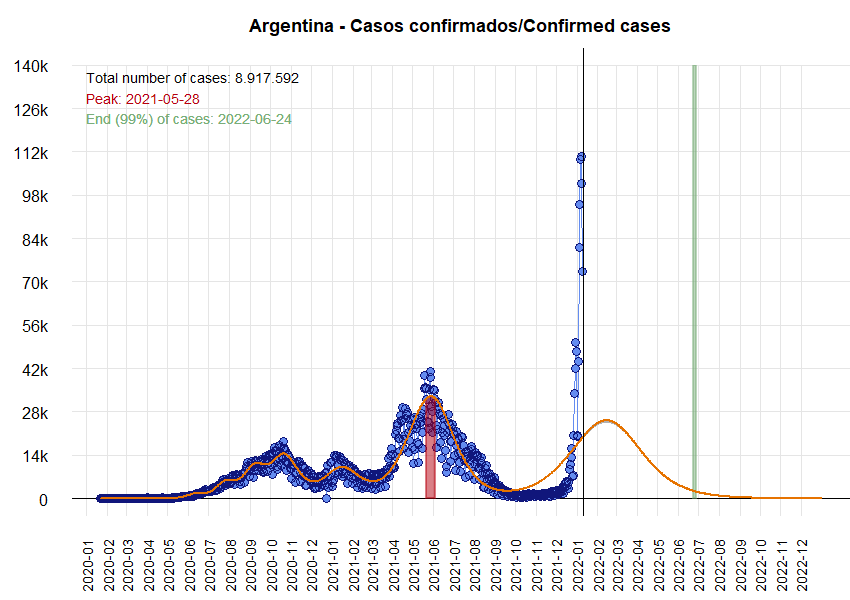 Argentina - Casos confirmados/Confirmed cases
140k
126k
112k
98k
84k
70k
56k
42k
28k
14k
0
Total number of cases: 8.917.592
Peak: 2021-05-28
End (99%) of cases: 2022-06-24
2020-01
2020-02
2020-03
2020-04
2020-05
2020-06
2020-07
2020-08
2020-09
2020-10
2020-11
2020-12
2021-01
2021-02
2021-03
2021-04
2021-05
2021-06
2021-07
2021-08
2021-09
2021-10
2021-11
2021-12
2022-01
2022-02
2022-03
2022-04
2022-05
2022-06
2022-07
2022-08
2022-09
2022-10
2022-11
2022-12